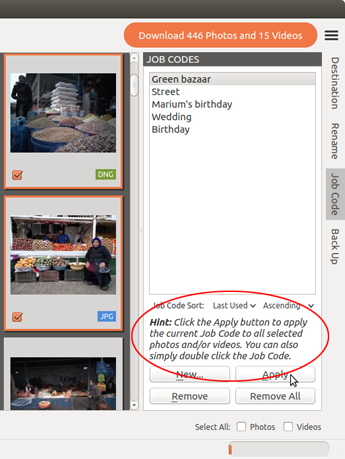 Download 446 Photos and 15 Videos
JOB CODES
Green bazaar
Street
Marium's birthday
Wedding
Birthday
Destination
Rename
Job Code
Back Up
DNG
JPG
Job Code Sort: Last Used Ascending
Hint: Click the Apply button to apply
the current Job Code to all selected
photos and/or videos. You can also
simply double click the Job Code.
New... Apply
Remove Remove All
Select All: Photos Videos